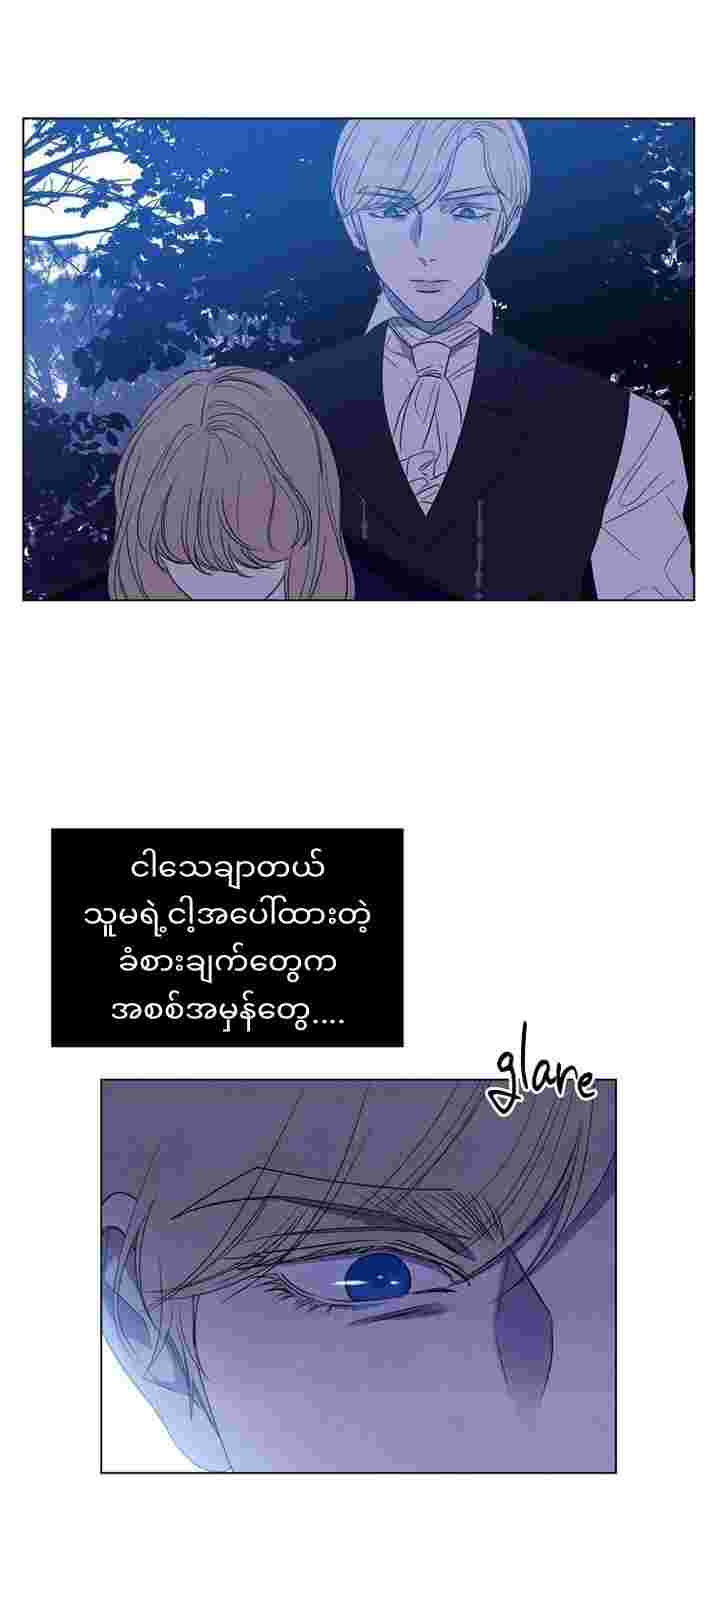 ငါသေချာတယ်
သူမရဲ့ငါ့အပေါ်ထားတဲ့
ခံစားချက်တွေက
အစစ်အမှန်တွေ....
glare